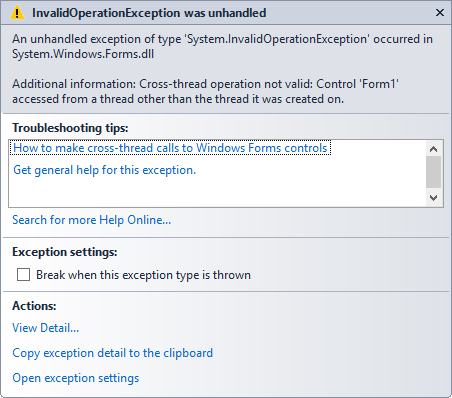 InvalidOperationException was unhandled
An unhandled exception of type 'System.InvalidOperationException' occurred in
System.Windows.Forms.dll
Additional information: Cross-thread operation not valid: Control 'Form1'
accessed from a thread other than the thread it was created on.
Troubleshooting tips:
How to make cross-thread calls to Windows Forms controls
Get general help for this exception.
Search for more Help Online...
Exception settings:
Break when this exception type is thrown
Actions:
View Detail...
Copy exception detail to the clipboard
Open exception settings